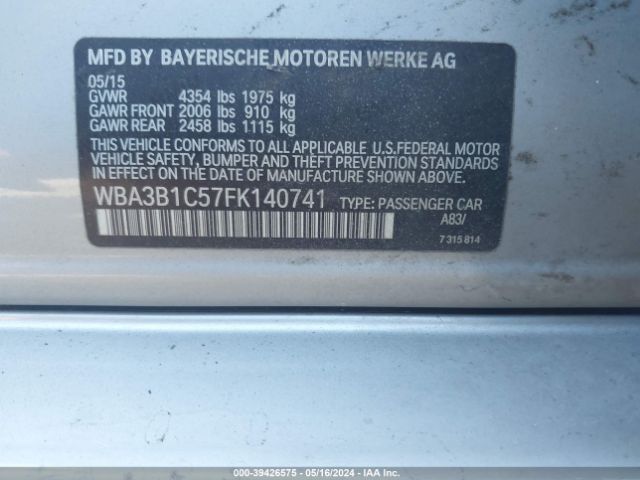 MFD BY BAYERISCHE MOTOREN WERKE AG
05/15
GVWR 4354 lbs 1975 kg
GAWR FRONT 2006 lbs 910 kg
GAWR REAR 2458 lbs 1115 kg
THIS VEHICLE CONFORMS TO ALL APPLICABLE U.S.FEDERAL MOTOR
VEHICLE SAFETY, BUMPER AND THEFT PREVENTION STANDARDS
IN EFFECT ON THE DATE OF MANUFACTURE SHOWN ABOVE.
WBA3B1C57FK140741 TYPE: PASSENGER CAR
A83/
7 315 814
000-39426575 - 05/16/2024 - IAA Inc.